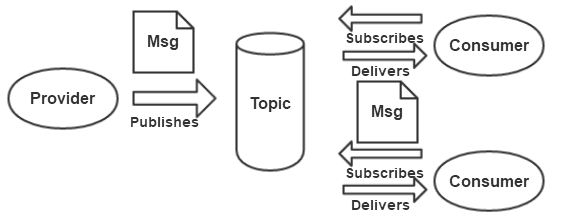 Msg
Provider
Publishes
Topic
Subscribes
Consumer
Delivers
Msg
Subscribes
Consumer
Delivers